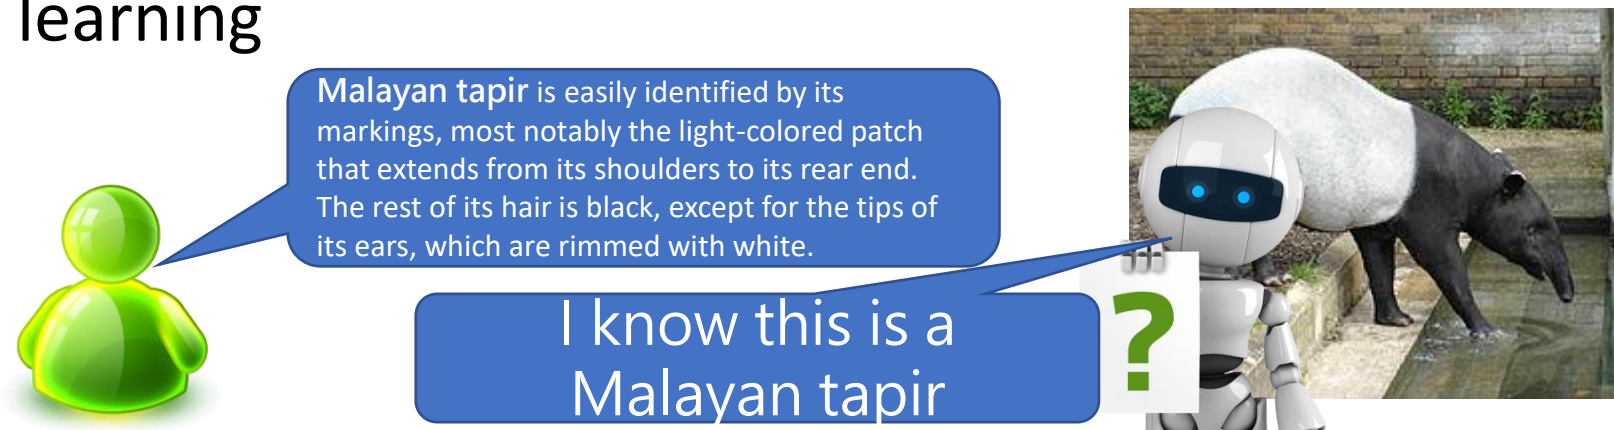 learning
Malayan tapir is easily identified by its
markings, most notably the light-colored patch
that extends from its shoulders to its rear end.
The rest of its hair is black, except for the tips of
its ears, which are rimmed with white.
I know this is a
Malayan tapir
?